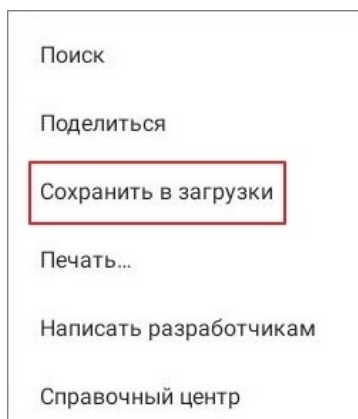 Поиск
Поделиться
Сохранить в загрузки
Печать…
Написать разработчикам
Справочный центр